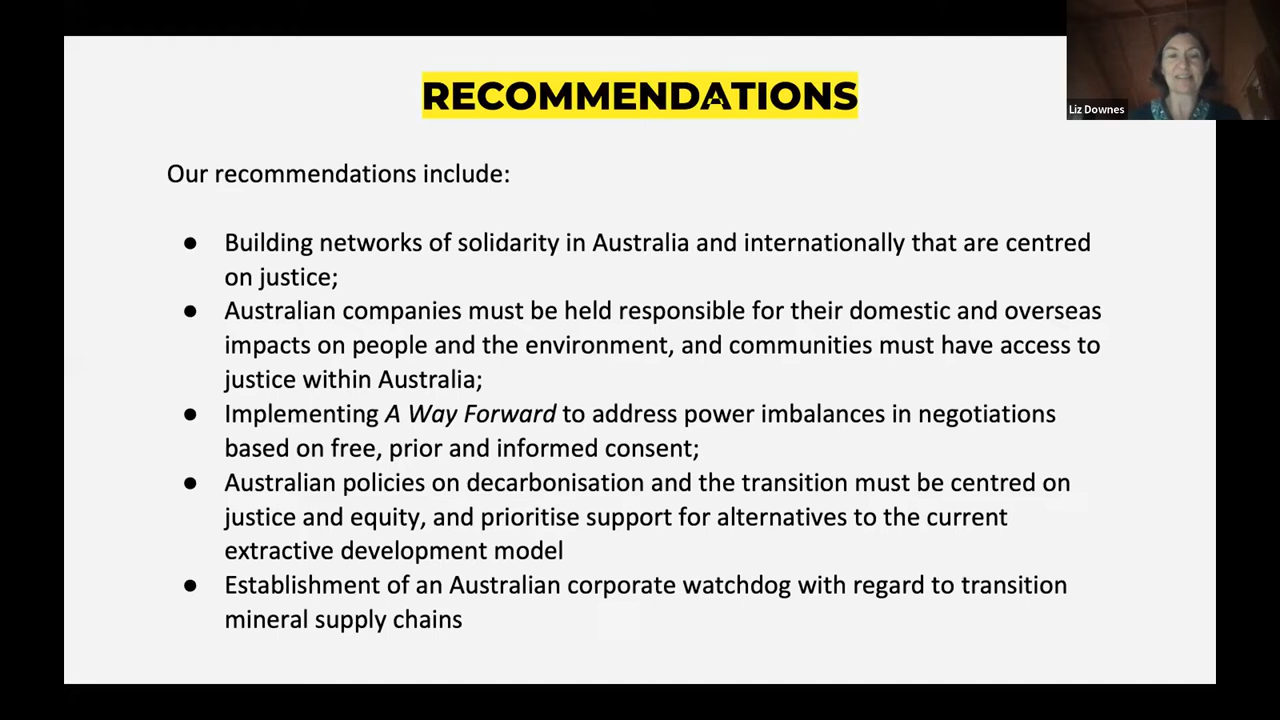 RECOMMENDATIONS
Liz Downes
Our recommendations include:
● Building networks of solidarity in Australia and internationally that are centred
on justice;
● Australian companies must be held responsible for their domestic and overseas
impacts on people and the environment, and communities must have access to
justice within Australia;
● Implementing A Way Forward to address power imbalances in negotiations
based on free, prior and informed consent;
● Australian policies on decarbonisation and the transition must be centred on
justice and equity, and prioritise support for alternatives to the current
extractive development model
● Establishment of an Australian corporate watchdog with regard to transition
mineral supply chains